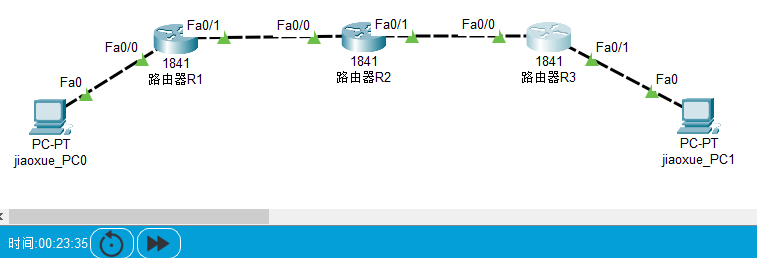 Fa0/1
Fa0/0
Fa0/1
Fa0/0
Fa0/0
1841
路由器R1
1841
路由器R2
1841
路由器R3
Fa0/1
Fa0
Fa0
PC-PT
jiaoxue_PC0
PC-PT
jiaoxue_PC1
时间:00:23:35